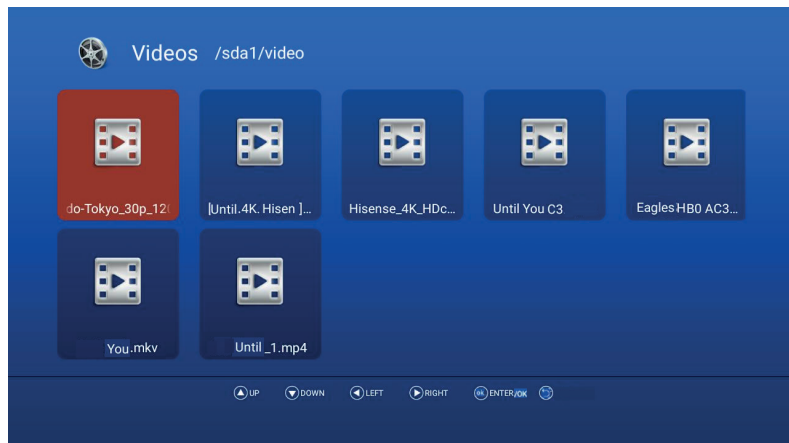 Videos /sda1/video
do-Tokyo_30p_12
[Until.4K. Hisen ]...
Hisense_4K_HDc...
Until You C3
Eagles HB0 AC3...
You.mkv
Until _1.mp4
UP DOWN LEFT RIGHT ok ENTER/OK